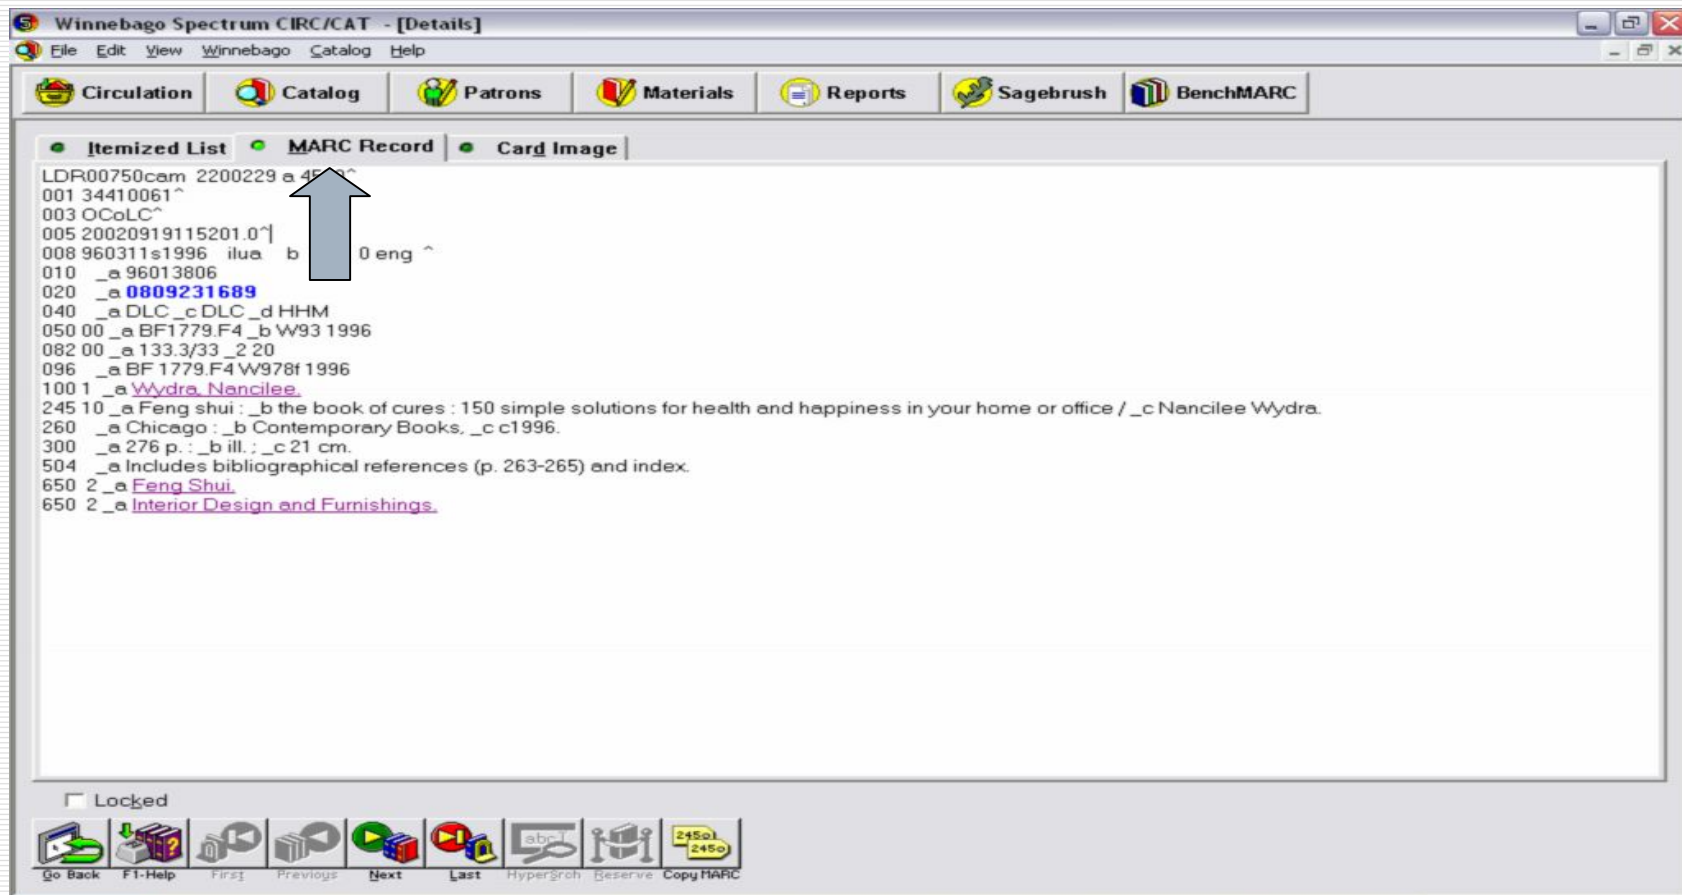 Winnebago Spectrum CIRC/CAT - [Details]
File Edit View Winnebago Catalog Help
Circulation Catalog Patrons Materials Reports Sagebrush BenchMARC
Itemized List MARC Record Card Image
LDR00750cam 2200229 a
001 34410061^
003 OCoLC^
005 20020919115201.0^
008 960311s1996 ilua b 0 eng ^
010 _a 96013806
020 _a 0809231689
040 _a DLC _c DLC _d HHM
050 00 _a BF1779.F4 _b W93 1996
082 00 _a 133.3/33 _2 20
096 _a BF 1779.F4 W978f 1996
100 1 _a Wydra, Nancilee.
245 10 _a Feng shui : _b the book of cures : 150 simple solutions for health and happiness in your home or office / _c Nancilee Wydra.
260 _a Chicago : _b Contemporary Books, _c c1996.
300 _a 276 p. : _b ill. ; _c 21 cm.
504 _a Includes bibliographical references (p. 263-265) and index.
650 2 _a Feng Shui.
650 2 _a Interior Design and Furnishings.
Locked
abc
2450
2450
Go Back F1-Help First Previous Next Last HyperSrch Reserve Copy MARC